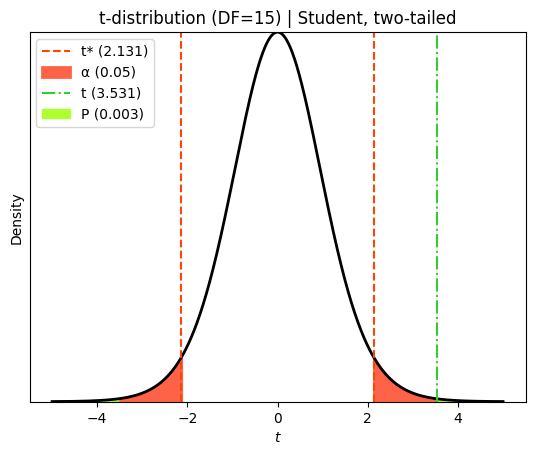 t-distribution (DF=15) | Student, two-tailed
t* (2.131)
α (0.05)
t (3.531)
P (0.003)
Density
−4
−2
0
2
4
t